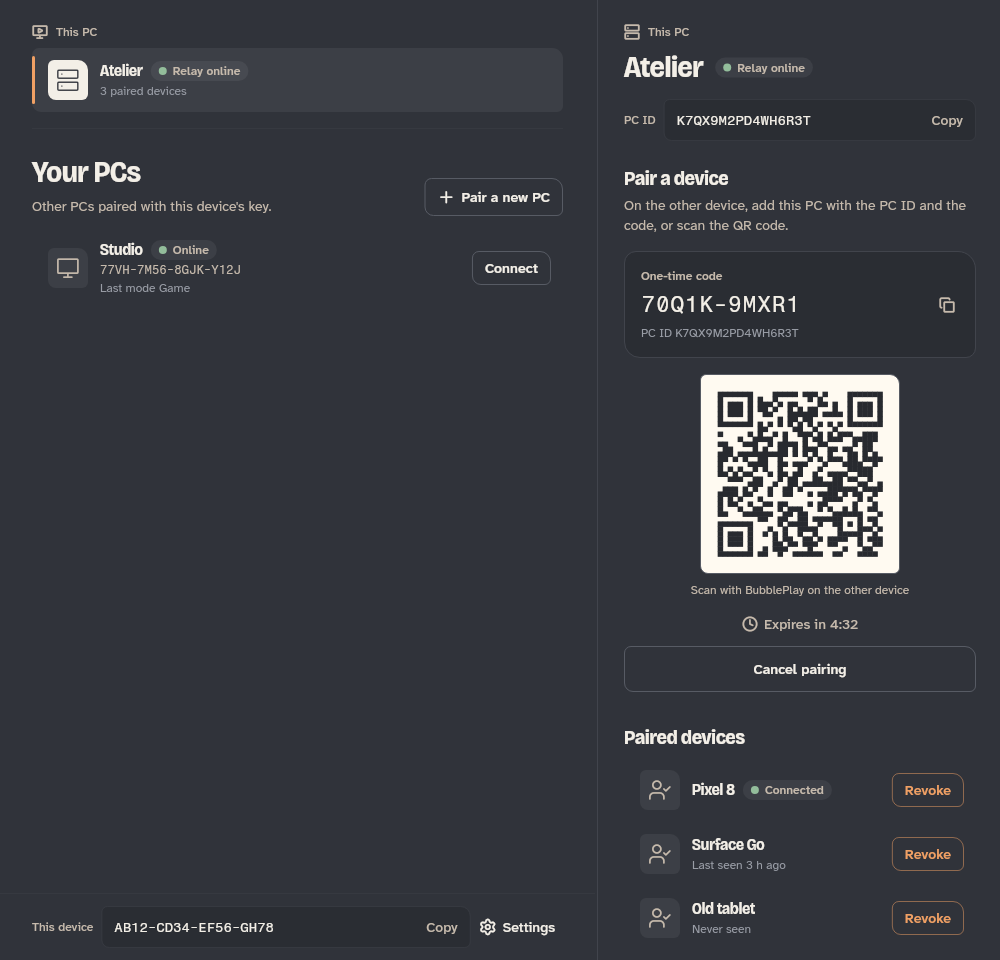 This PC
Atelier Relay online
3 paired devices
Your PCs
Other PCs paired with this device's key.
Pair a new PC
Studio Online
77VH-7M56-8GJK-Y12J
Last mode Game
Connect
This device AB12-CD34-EF56-GH78 Copy Settings
This PC
Atelier Relay online
PC ID K7QX9M2PD4WH6R3T Copy
Pair a device
On the other device, add this PC with the PC ID and the
code, or scan the QR code.
One-time code
70Q1K-9MXR1
PC ID K7QX9M2PD4WH6R3T
Scan with BubblePlay on the other device
Expires in 4:32
Cancel pairing
Paired devices
Pixel 8 Connected Revoke
Surface Go
Last seen 3 h ago
Revoke
Old tablet
Never seen
Revoke